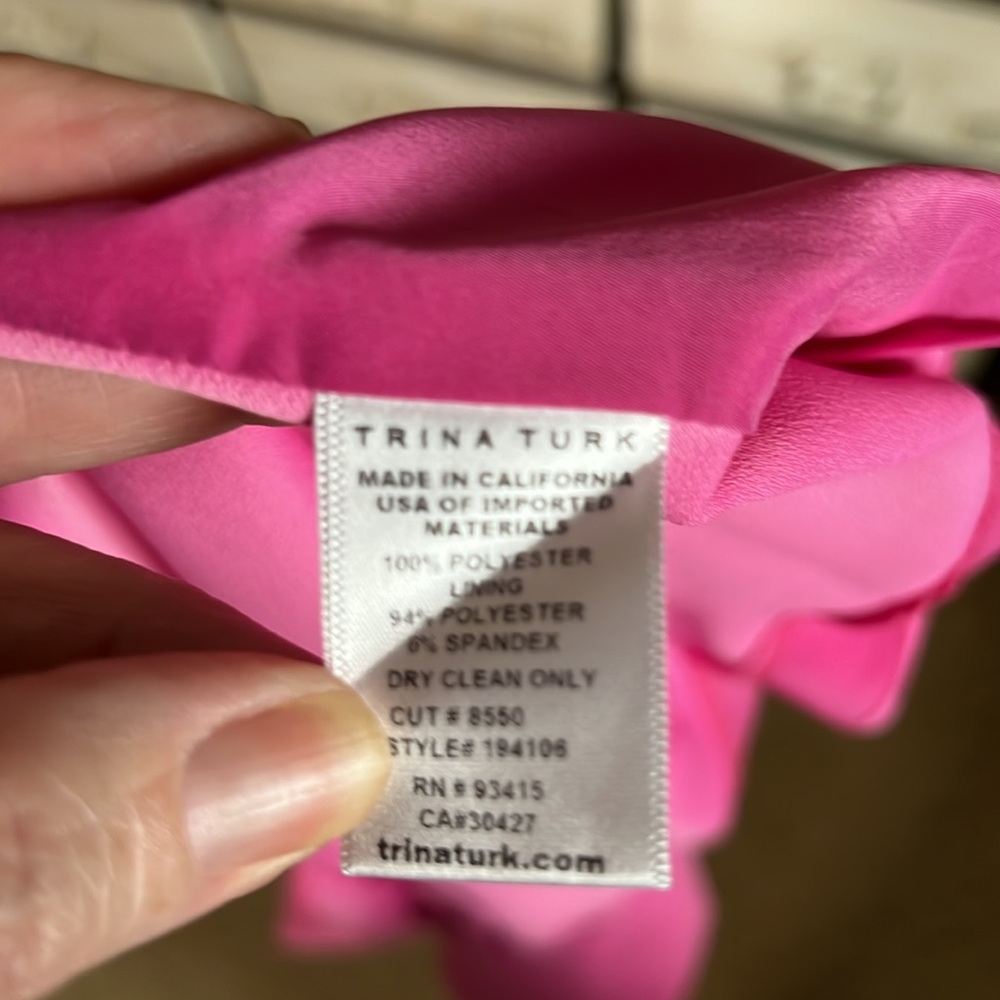 TRINA TURK
MADE IN CALIFORNIA
USA OF IMPORTED
MATERIALS
100% POLYESTER
LINING
94% POLYESTER
6% SPANDEX
DRY CLEAN ONLY
CUT # 8550
STYLE# 194106
RN # 93415
CA#30427
trinaturk.com